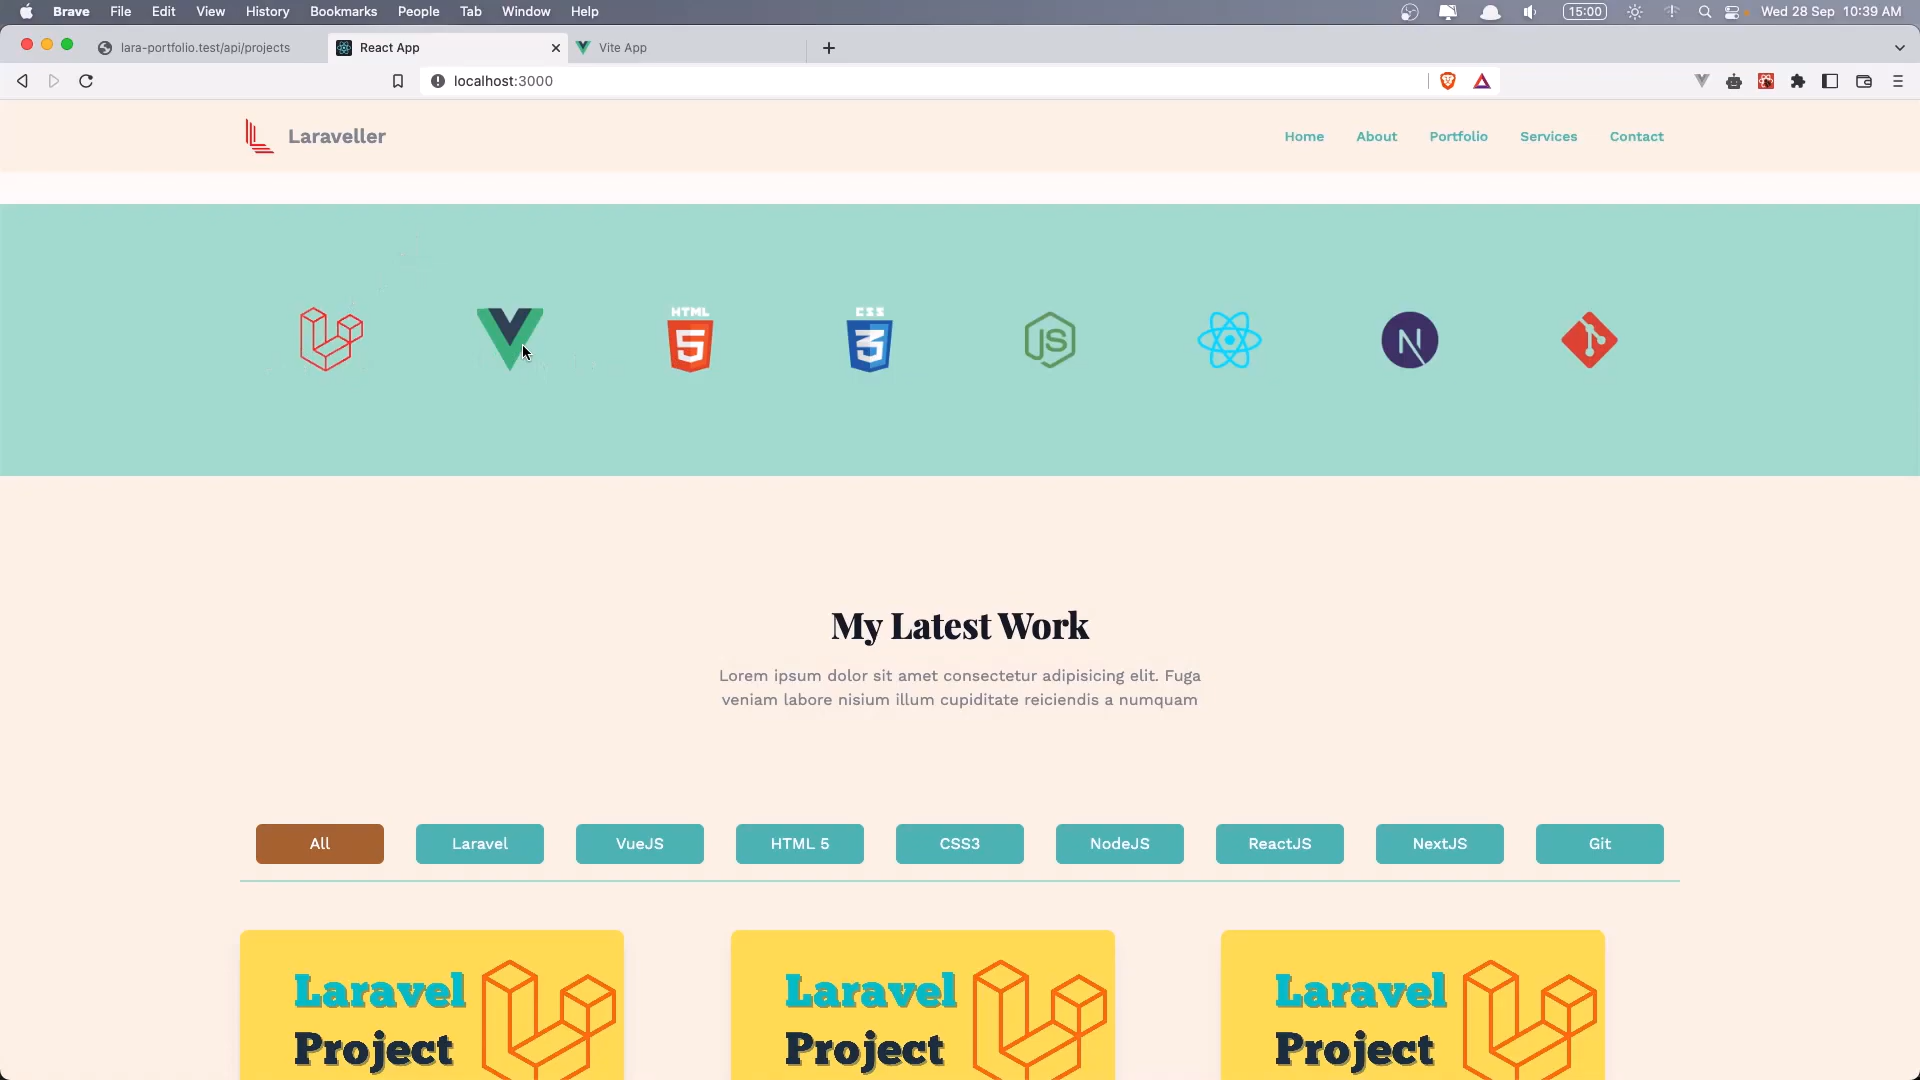 Brave File Edit View History Bookmarks People Tab Window Help 15:00 Wed 28 Sep 10:39 AM
lara-portfolio.test/api/projects React App Vite App
localhost:3000
Laraveller Home About Portfolio Services Contact
HTML CSS
5 3 JS N
My Latest Work
Lorem ipsum dolor sit amet consectetur adipisicing elit. Fuga
veniam labore nisium illum cupiditate reiciendis a numquam
All Laravel VueJS HTML 5 CSS3 NodeJS ReactJS NextJS Git
Laravel Laravel Laravel
Project Project Project